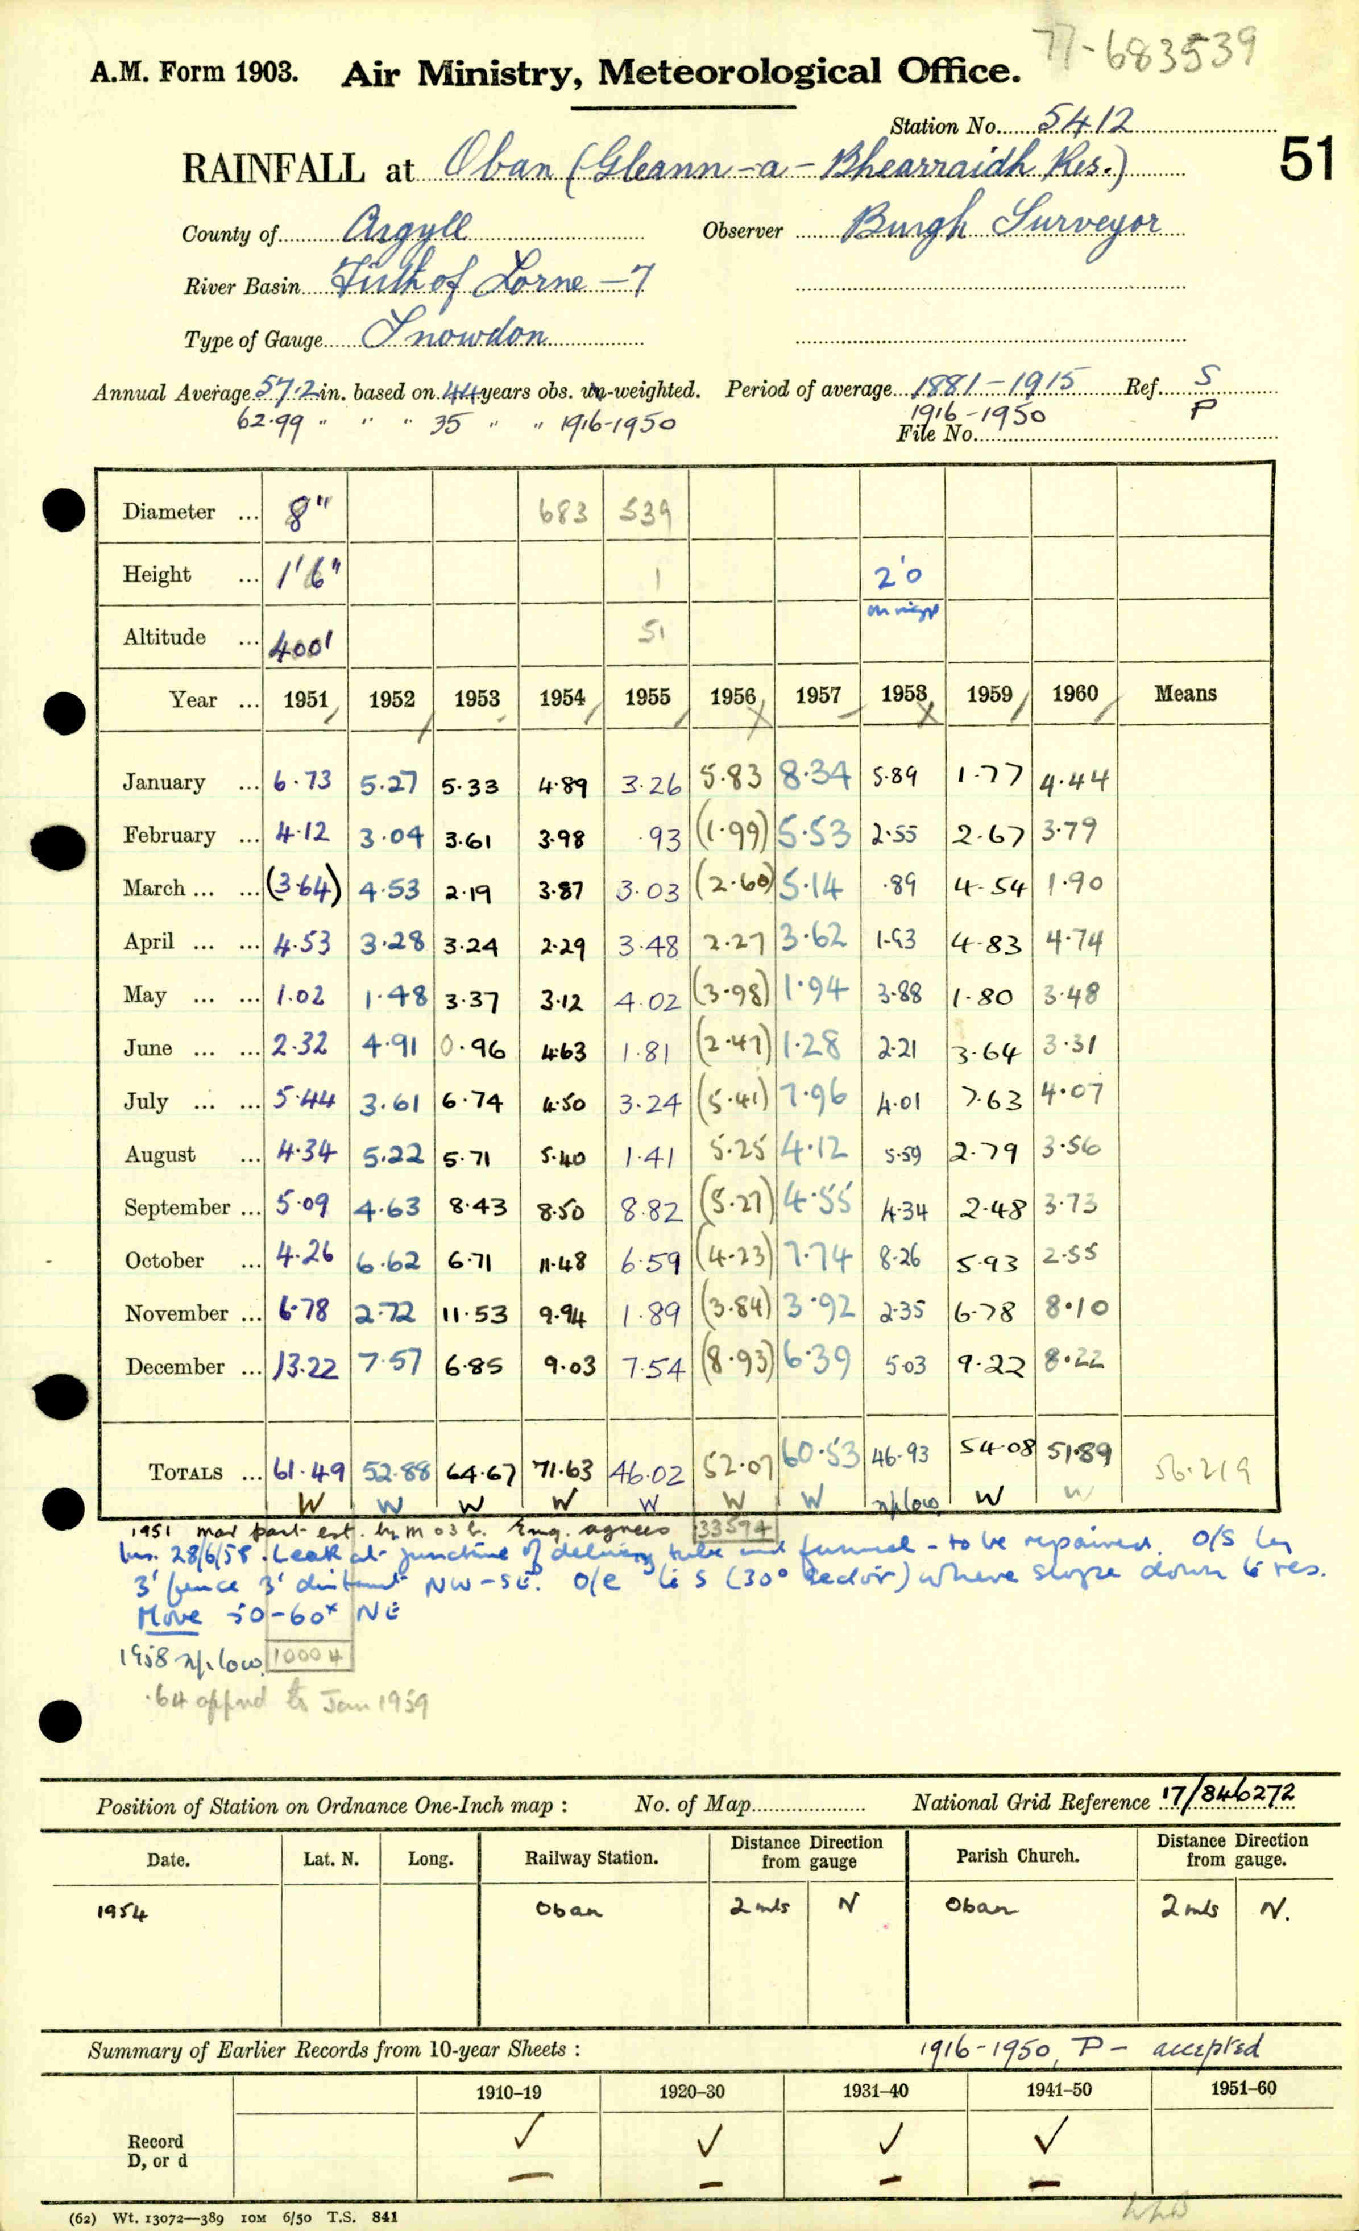 77-683539
A.M. Form 1903. Air Ministry, Meteorological Office.
Station No. 5412
51
RAINFALL at Oban (Gleann-a-Bhearraidh Res.)
County of Argyll Observer Burgh Surveyor
River Basin Firth of Lorne -7
Type of Gauge Snowdon
Annual Average 57.2 in. based on 44 years obs. un-weighted. Period of average 1881-1915 Ref. S
62.99 " " " 35 " " 1916-1950 1916-1950 P
File No.
Diameter ... 8" 683 539
Height ... 1'6" 1 2'0
Altitude ... 400' 51
Year ... 1951 1952 1953 1954 1955 1956 1957 1958 1959 1960 Means
January ... 6.73 5.27 5.33 4.89 3.26 5.83 8.34 5.89 1.77 4.44
February ... 4.12 3.04 3.61 3.98 .93 (1.99) 5.53 2.55 2.67 3.79
March ... ... (3.64) 4.53 2.19 3.87 3.03 (2.60) 5.14 .89 4.54 1.90
April ... ... 4.53 3.28 3.24 2.29 3.48 2.27 3.62 1.93 4.83 4.74
May ... ... 1.02 1.48 3.37 3.12 4.02 (3.98) 1.94 3.88 1.80 3.48
June ... ... 2.32 4.91 0.96 4.63 1.81 (2.47) 1.28 2.21 3.64 3.31
July ... ... 5.44 3.61 6.74 4.50 3.24 (5.41) 7.96 4.01 7.63 4.07
August ... 4.34 5.22 5.71 5.40 1.41 5.25 4.12 5.59 2.79 3.56
September ... 5.09 4.63 8.43 8.50 8.82 (5.27) 4.55 4.34 2.48 3.73
October ... 4.26 6.62 6.71 11.48 6.59 (4.23) 7.74 8.26 5.93 2.55
November ... 6.78 2.72 11.53 9.94 1.89 (3.84) 3.92 2.35 6.78 8.10
December ... 13.22 7.57 6.85 9.03 7.54 (8.93) 6.39 5.03 9.22 8.22
TOTALS ... 61.49 52.88 64.67 71.63 46.02 52.07 60.53 46.93 54.08 51.89 56.219
W W W W W W W n/p low W W
1951 mar part est. by M.O. Eng. agrees 33594
Ins. 28/6/58. Leak at junction of delivery tube and funnel - to be repaired. O/S by
3' fence 3' distant NW-SE. O/E to S (30° ) where slope down to res.
Move 50-60ˣ NE
1958 n/p. low. 10004
.64 apprd to Jan 1959
Position of Station on Ordnance One-Inch map : No. of Map National Grid Reference 17/846272
Date. Lat. N. Long. Railway Station. Distance Direction from gauge Parish Church. Distance Direction from gauge.
1954 Oban 2 mls N Oban 2 mls N.
Summary of Earlier Records from 10-year Sheets : 1916-1950, P - accepted
1910-19 1920-30 1931-40 1941-50 1951-60
Record ✓ ✓ ✓ ✓
D, or d — — — —
(62) Wt. 13072—389 10M 6/50 T.S. 841